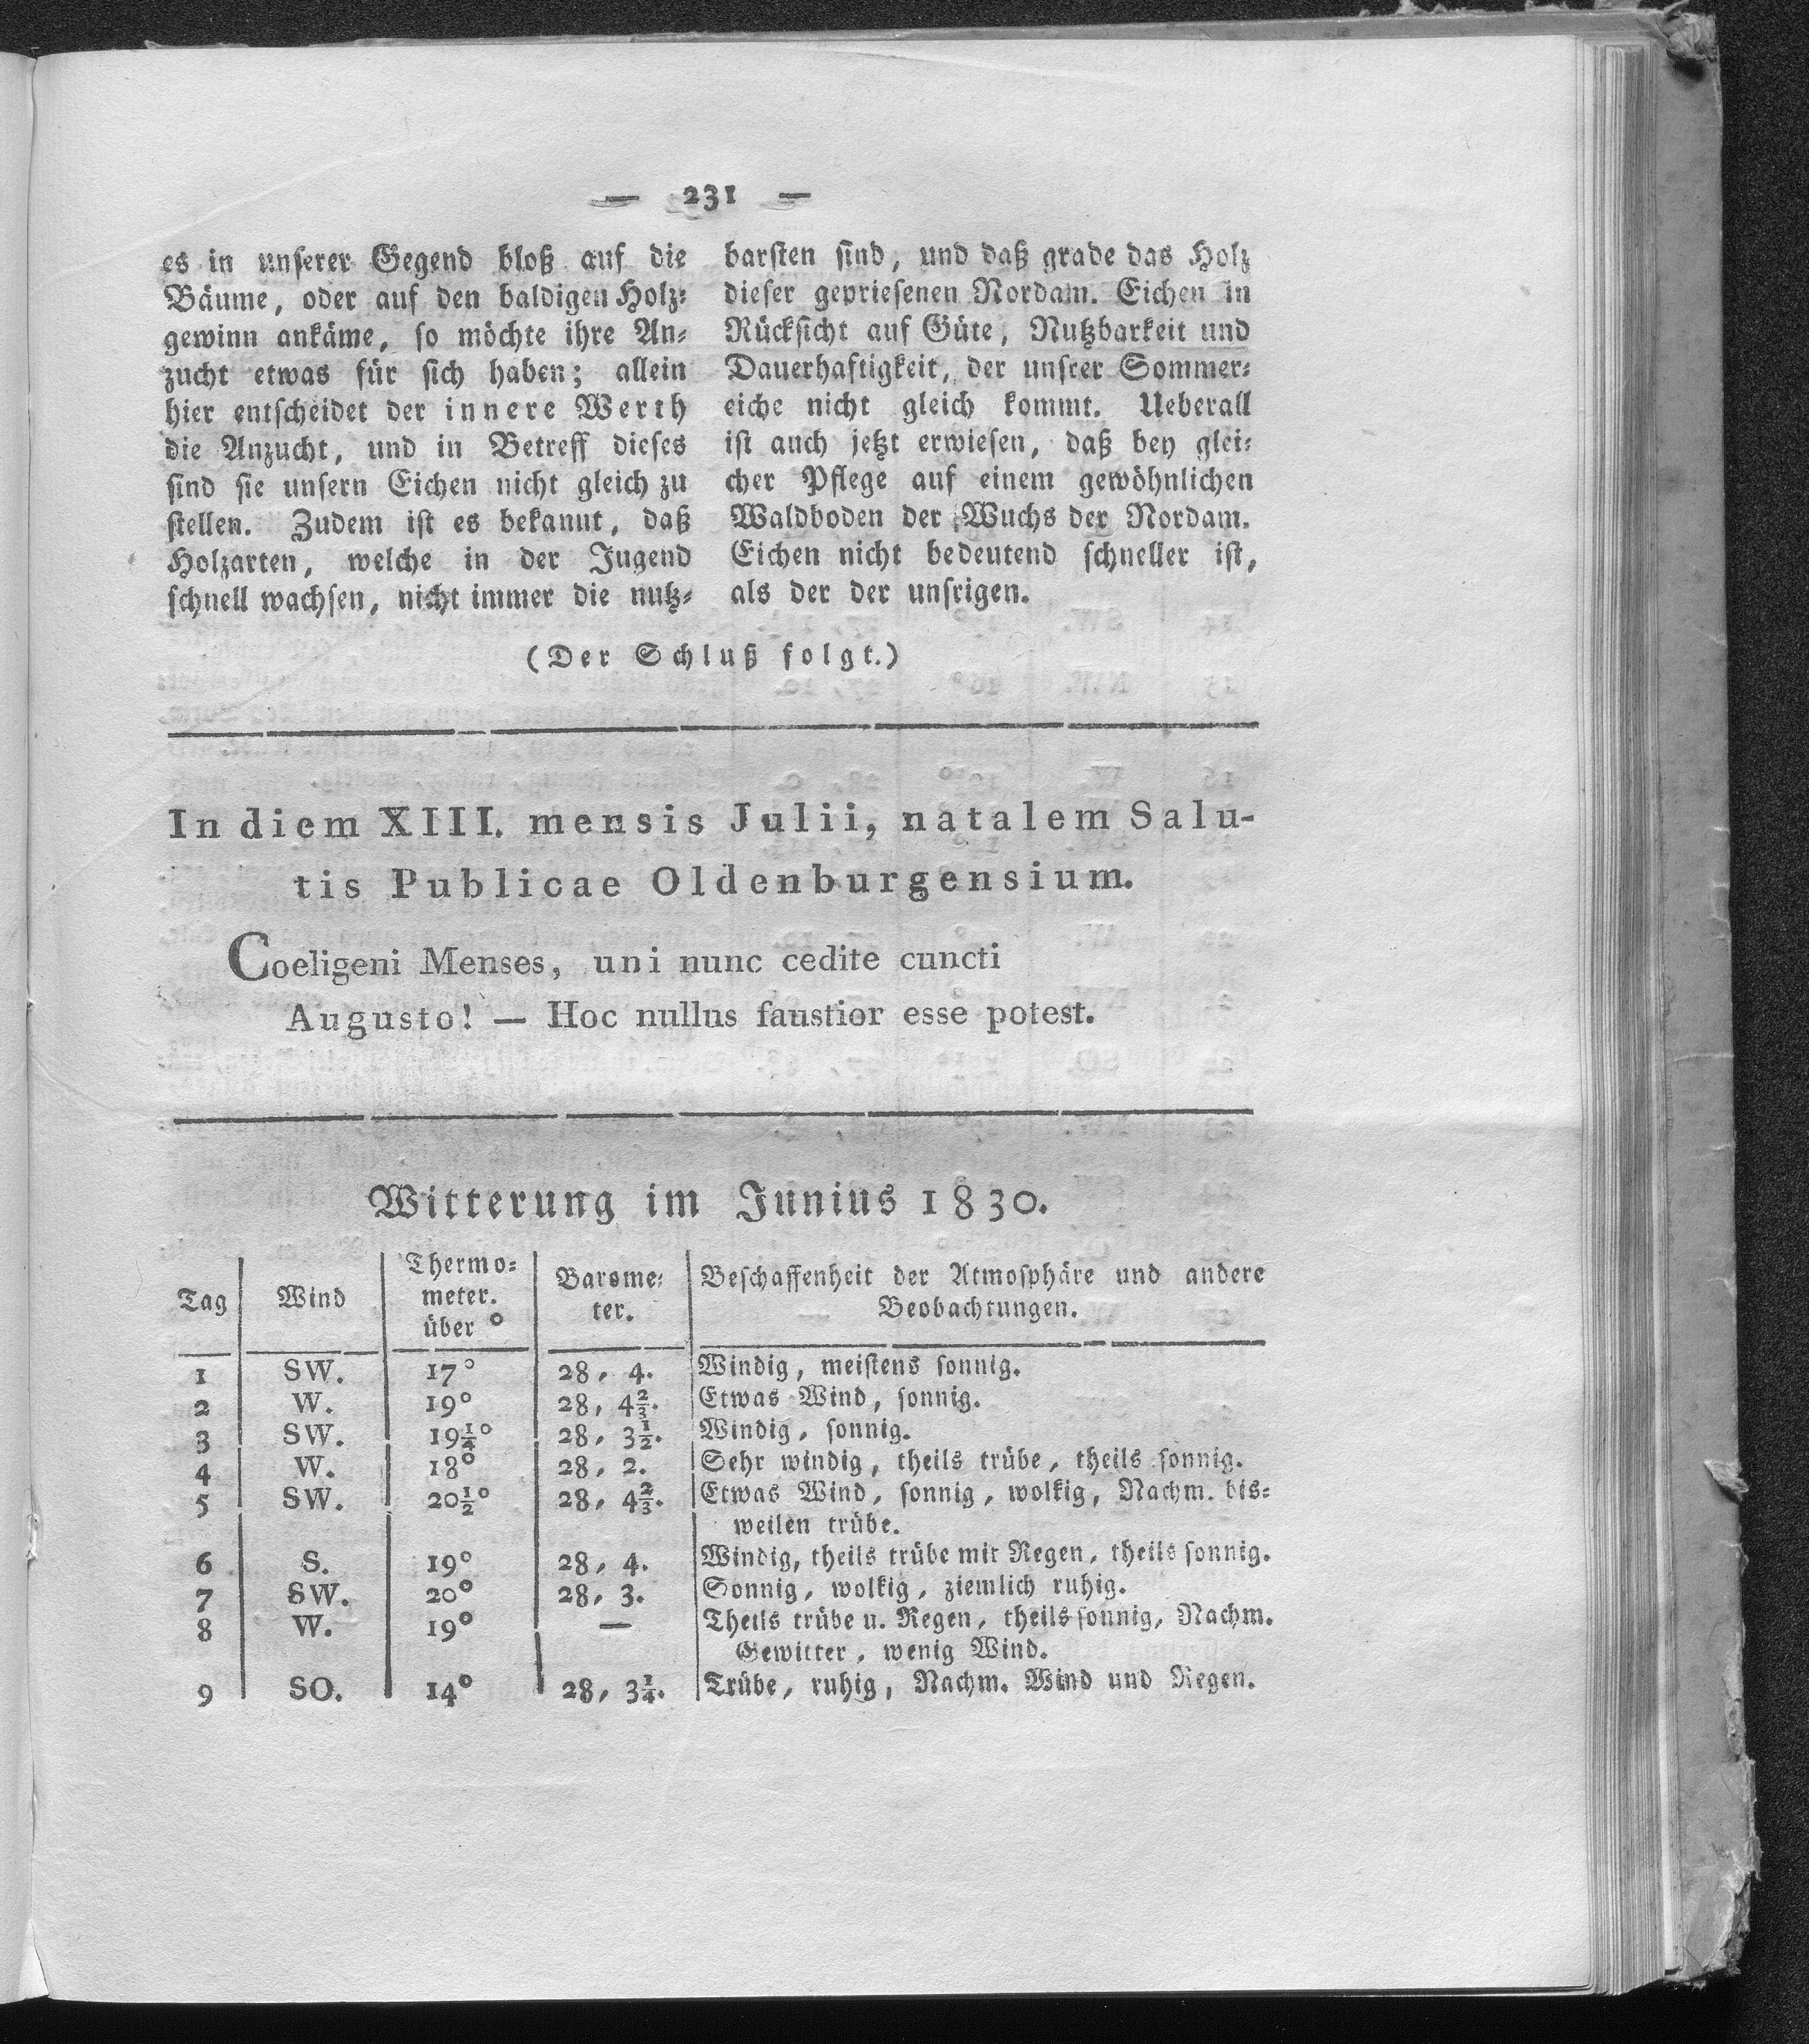 — 231 —
es in unserer Gegend bloß auf die
Bäume, oder auf den baldigen Holz-
gewinn ankäme, so möchte ihre An-
zucht etwas für sich haben; allein
hier entscheidet der innere Werth
die Anzucht, und in Betreff dieses
sind sie unsern Eichen nicht gleich zu
stellen. Zudem ist es bekannt, daß
Holzarten, welche in der Jugend
schnell wachsen, nicht immer die nutz-
barsten sind, und daß grade das Holz
dieser gepriesenen Nordam. Eichen in
Rücksicht auf Güte, Nutzbarkeit und
Dauerhaftigkeit, der unsrer Sommer-
eiche nicht gleich kommt. Ueberall
ist auch jetzt erwiesen, daß bey glei-
cher Pflege auf einem gewöhnlichen
Waldboden der Wuchs der Nordam.
Eichen nicht bedeutend schneller ist,
als der der unsrigen.
(Der Schluß folgt.)
In diem XIII. mensis Julii, natalem Salu-
tis Publicae Oldenburgensium.
Coeligeni Menses, uni nunc cedite cuncti
Augusto! — Hoc nullus faustior esse potest.
Witterung im Junius 1830.
Tag | Wind | Thermo-meter. über ° | Barome-ter. | Beschaffenheit der Atmosphäre und andere
Beobachtungen.
1 SW. 17° 28, 4. Windig, meistens sonnig.
2 W. 19° 28, 4⅔. Etwas Wind, sonnig.
3 SW. 19¼° 28, 3½. Windig, sonnig.
4 W. 18° 28, 2. Sehr windig, theils trübe, theils sonnig.
5 SW. 20½° 28, 4⅔. Etwas Wind, sonnig, wolkig, Nachm. bis-
weilen trübe.
6 S. 19° 28, 4. Windig, theils trübe mit Regen, theils sonnig.
7 SW. 20° 28, 3. Sonnig, wolkig, ziemlich ruhig.
8 W. 19° — Theils trübe u. Regen, theils sonnig, Nachm.
Gewitter, wenig Wind.
9 SO. 14° 28, 3¼. Trübe, ruhig, Nachm. Wind und Regen.